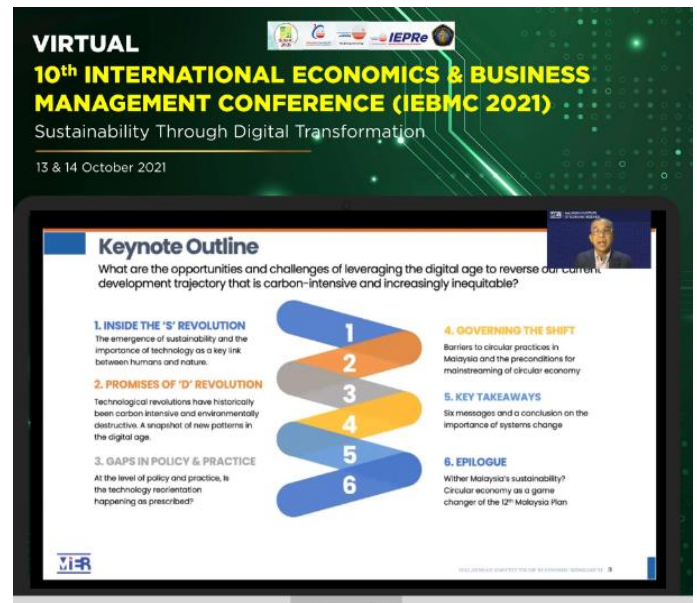 VIRTUAL
IEPRe
10th INTERNATIONAL ECONOMICS & BUSINESS
MANAGEMENT CONFERENCE (IEBMC 2021)
Sustainability Through Digital Transformation
13 & 14 October 2021
Keynote Outline
What are the opportunities and challenges of leveraging the digital age to reverse our current
development trajectory that is carbon-intensive and increasingly inequitable?
1. INSIDE THE 'S' REVOLUTION
The emergence of sustainability and the
importance of technology as a key link
between humans and nature.
2. PROMISES OF 'D' REVOLUTION
Technological revolutions have historically
been carbon intensive and environmentally
destructive. A snapshot of new patterns in
the digital age.
3. GAPS IN POLICY & PRACTICE
At the level of policy and practice, Is
the technology reorientation
happening as prescribed?
1
2
3
4
5
6
4. GOVERNING THE SHIFT
Barriers to circular practices in
Malaysia and the preconditions for
mainstreaming of circular economy
5. KEY TAKEAWAYS
Six messages and a conclusion on the
importance of systems change
6. EPILOGUE
Wither Malaysia's sustainability?
Circular economy as a game
changer of the 12th Malaysia Plan
MIER
MALAYSIAN INSTITUTE OF ECONOMIC RESEARCH